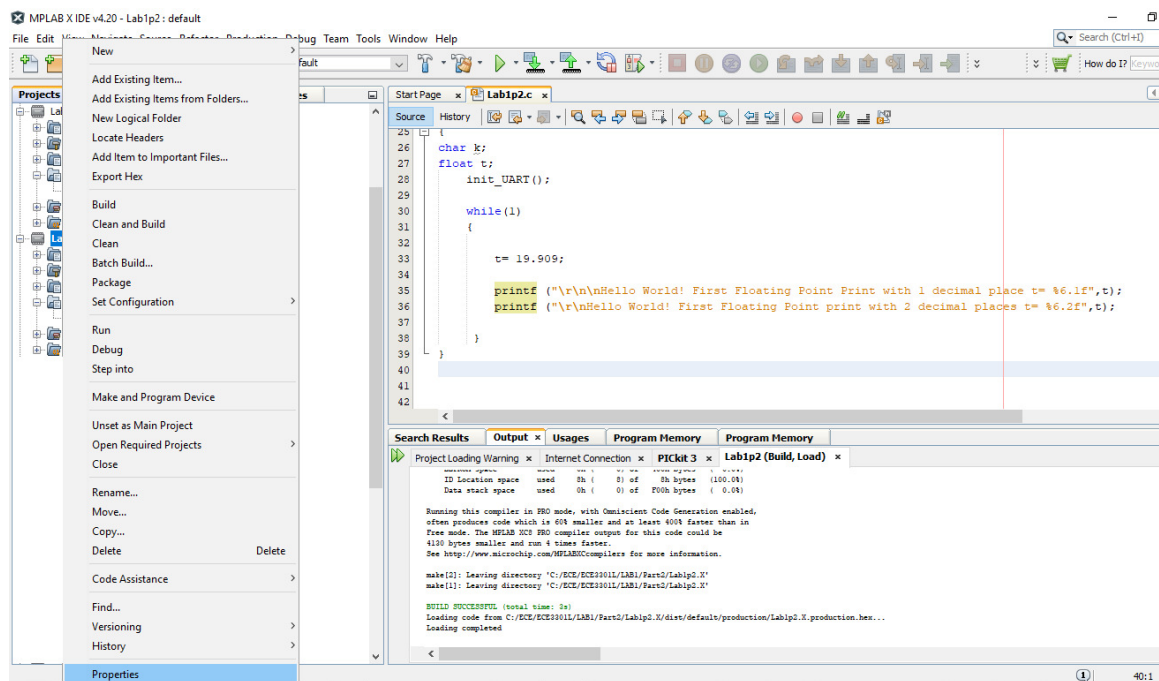 MPLAB X IDE v4.20 - Lab1p2 : default
File Edit View Navigate Source Refactor Production Debug Team Tools Window Help
Search (Ctrl+I)
fault
How do I?
Projects
es
New
Add Existing Item...
Add Existing Items from Folders...
New Logical Folder
Locate Headers
Add Item to Important Files...
Export Hex
Build
Clean and Build
Clean
Batch Build...
Package
Set Configuration
Run
Debug
Step into
Make and Program Device
Unset as Main Project
Open Required Projects
Close
Rename...
Move...
Copy...
Delete Delete
Code Assistance
Find...
Versioning
History
Properties
Start Page x Lab1p2.c x
Source History
25 {
26 char k;
27 float t;
28 init_UART();
29
30 while(1)
31 {
32
33 t= 19.909;
34
35 printf ("\r\n\nHello World! First Floating Point Print with 1 decimal place t= %6.1f",t);
36 printf ("\r\nHello World! First Floating Point print with 2 decimal places t= %6.2f",t);
37
38 }
39 }
40
41
42
Search Results Output x Usages Program Memory Program Memory
Project Loading Warning x Internet Connection x PICkit 3 x Lab1p2 (Build, Load) x
ID Location space used 8h ( 8) of 8h bytes (100.0%)
Data stack space used 0h ( 0) of F00h bytes ( 0.0%)
Running this compiler in PRO mode, with Omniscient Code Generation enabled,
often produces code which is 60% smaller and at least 400% faster than in
Free mode. The MPLAB XC8 PRO compiler output for this code could be
4130 bytes smaller and run 4 times faster.
See http://www.microchip.com/MPLABXCcompilers for more information.
make[2]: Leaving directory 'C:/ECE/ECE3301L/LAB1/Part2/Lab1p2.X'
make[1]: Leaving directory 'C:/ECE/ECE3301L/LAB1/Part2/Lab1p2.X'
BUILD SUCCESSFUL (total time: 3s)
Loading code from C:/ECE/ECE3301L/LAB1/Part2/Lab1p2.X/dist/default/production/Lab1p2.X.production.hex...
Loading completed
1 40:1